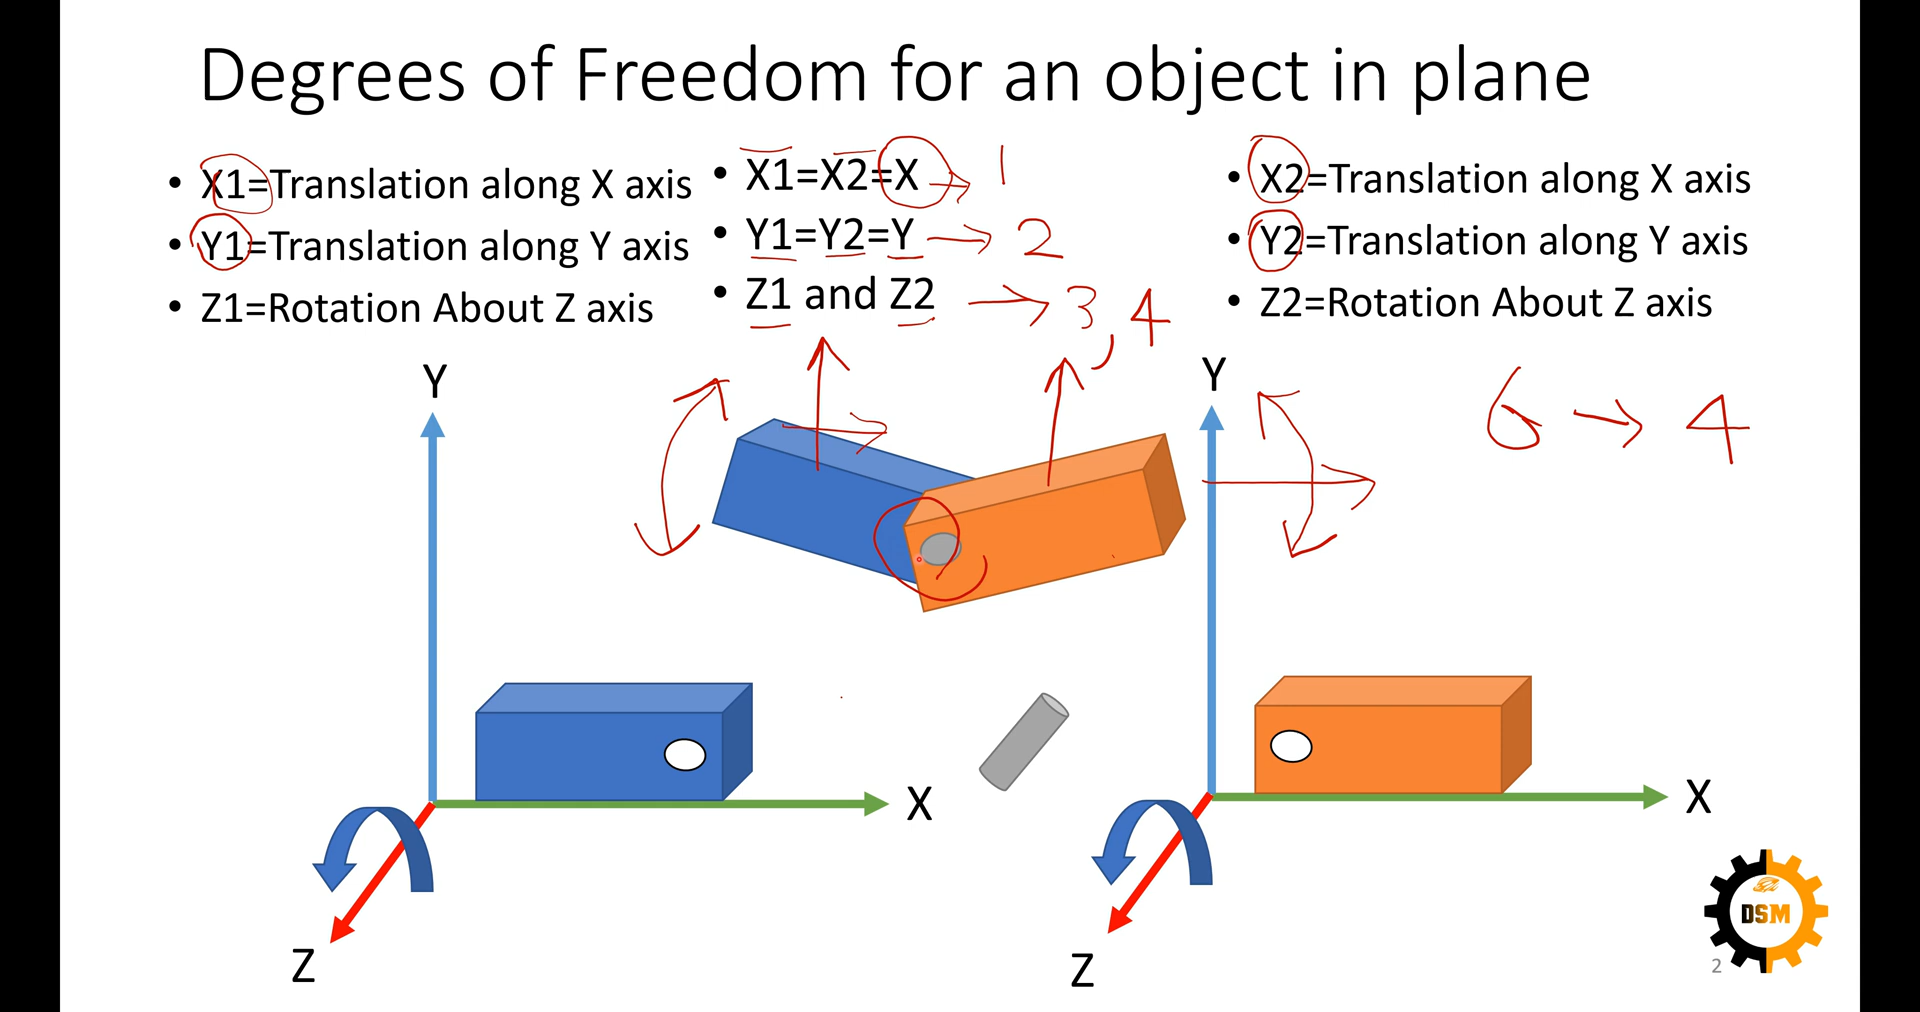 Degrees of Freedom for an object in plane
• X1=Translation along X axis
• Y1=Translation along Y axis
• Z1=Rotation About Z axis
• X1=X2=X → 1
• Y1=Y2=Y → 2
• Z1 and Z2 → 3, 4
• X2=Translation along X axis
• Y2=Translation along Y axis
• Z2=Rotation About Z axis
6 → 4
Y
X
Z
Y
X
Z
DSM
2